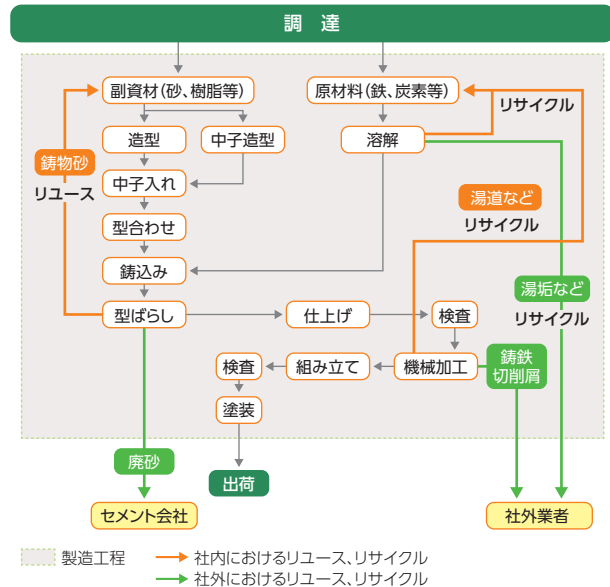 調達
副資材（砂、樹脂等）
原材料（鉄、炭素等）
リサイクル
造型
中子造型
溶解
鋳物砂
リユース
中子入れ
湯道など
リサイクル
型合わせ
鋳込み
湯垢など
リサイクル
型ばらし
仕上げ
検査
検査
組み立て
機械加工
鋳鉄
切削屑
塗装
廃砂
出荷
セメント会社
社外業者
製造工程
社内におけるリユース、リサイクル
社外におけるリユース、リサイクル